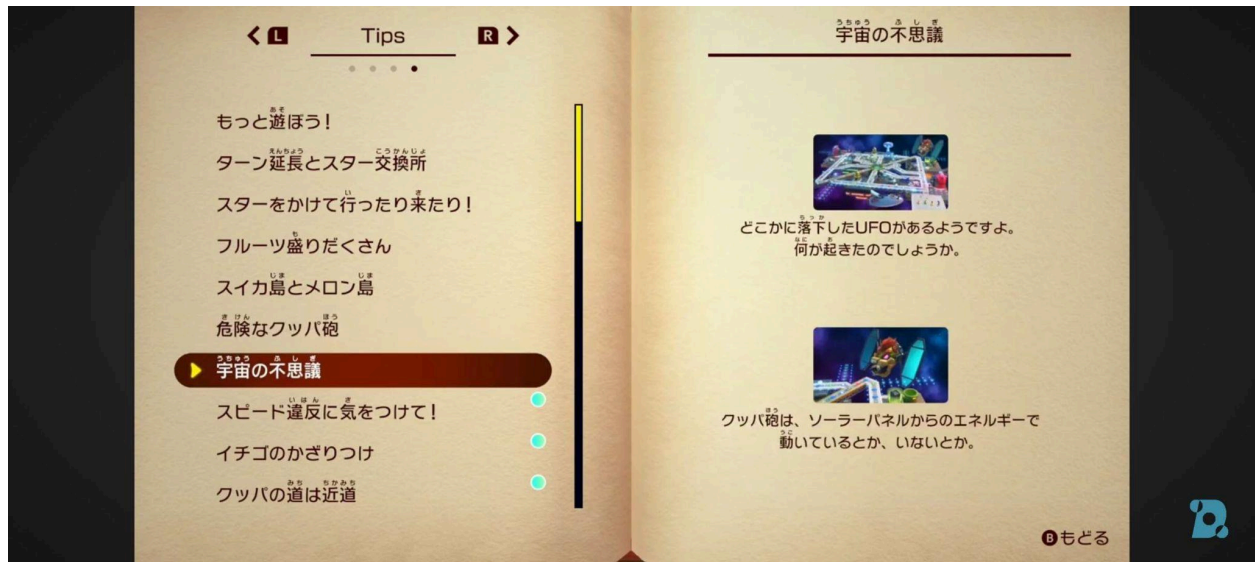 L
Tips
R
もっと遊ぼう!
ターン延長とスター交換所
スターをかけて行ったり来たり!
フルーツ盛りだくさん
スイカ島とメロン島
危険なクッパ砲
宇宙の不思議
スピード違反に気をつけて!
イチゴのかざりつけ
クッパの道は近道
宇宙の不思議
どこかに落下したUFOがあるようですよ。
何が起きたのでしょうか。
クッパ砲は、ソーラーパネルからのエネルギーで
動いているとか、いないとか。
Bもどる